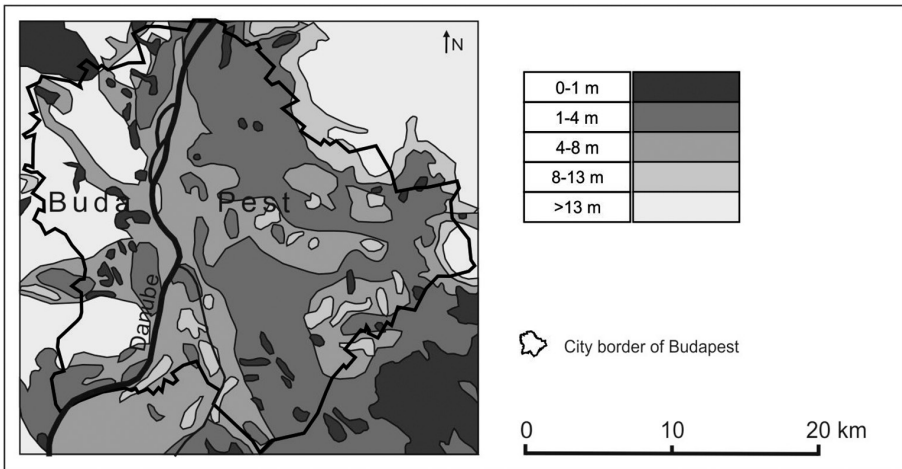 N
Buda
Pest
Danube
0-1 m
1-4 m
4-8 m
8-13 m
>13 m
City border of Budapest
0 10 20 km